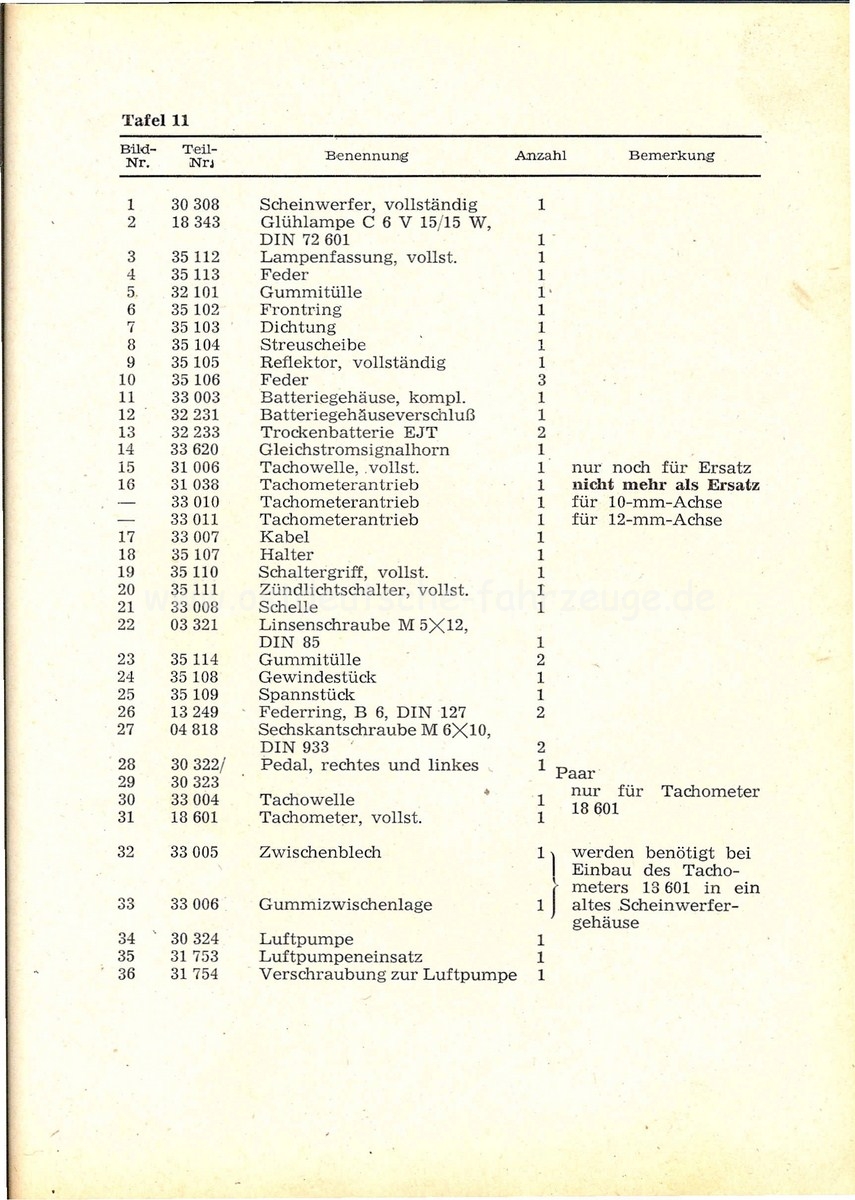 Tafel 11
Bild-Nr. Teil-Nr. Benennung Anzahl Bemerkung
1 30 308 Scheinwerfer, vollständig 1
2 18 343 Glühlampe C 6 V 15/15 W,
DIN 72 601 1
3 35 112 Lampenfassung, vollst. 1
4 35 113 Feder 1
5 32 101 Gummitülle 1
6 35 102 Frontring 1
7 35 103 Dichtung 1
8 35 104 Streuscheibe 1
9 35 105 Reflektor, vollständig 1
10 35 106 Feder 3
11 33 003 Batteriegehäuse, kompl. 1
12 32 231 Batteriegehäuseverschluß 1
13 32 233 Trockenbatterie EJT 2
14 33 620 Gleichstromsignalhorn 1
15 31 006 Tachowelle, vollst. 1 nur noch für Ersatz
16 31 038 Tachometerantrieb 1 nicht mehr als Ersatz
— 33 010 Tachometerantrieb 1 für 10-mm-Achse
— 33 011 Tachometerantrieb 1 für 12-mm-Achse
17 33 007 Kabel 1
18 35 107 Halter 1
19 35 110 Schaltergriff, vollst. 1
20 35 111 Zündlichtschalter, vollst. 1
21 33 008 Schelle 1
22 03 321 Linsenschraube M 5×12,
DIN 85 1
23 35 114 Gummitülle 2
24 35 108 Gewindestück 1
25 35 109 Spannstück 1
26 13 249 Federring, B 6, DIN 127 2
27 04 818 Sechskantschraube M 6×10,
DIN 933 2
28 30 322/ Pedal, rechtes und linkes 1 Paar
29 30 323
nur für Tachometer
30 33 004 Tachowelle 1
18 601
31 18 601 Tachometer, vollst. 1
32 33 005 Zwischenblech 1 werden benötigt bei
Einbau des Tacho-
meters 18 601 in ein
33 33 006 Gummizwischenlage 1 altes Scheinwerfer-
gehäuse
34 30 324 Luftpumpe 1
35 31 753 Luftpumpeneinsatz 1
36 31 754 Verschraubung zur Luftpumpe 1